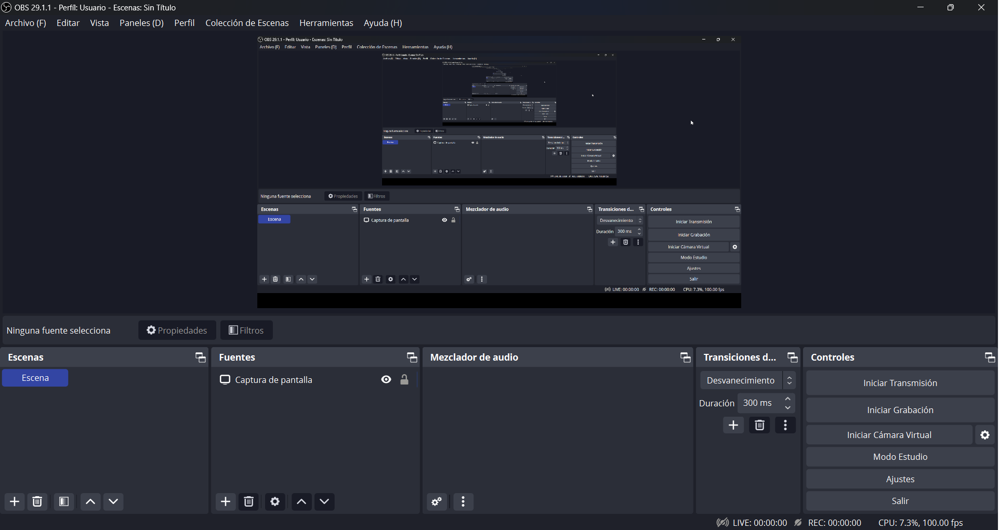 OBS 29.1.1 - Perfil: Usuario - Escenas: Sin Título
Archivo (F) Editar Vista Paneles (D) Perfil Colección de Escenas Herramientas Ayuda (H)
OBS 29.1.1 - Perfil: Usuario - Escenas: Sin Título
Archivo (F) Editar Vista Paneles (D) Perfil Colección de Escenas Herramientas Ayuda (H)
Ninguna fuente selecciona Propiedades Filtros
Escenas Fuentes Mezclador de audio Transiciones d... Controles
Escena Captura de pantalla Desvanecimiento Iniciar Transmisión
Duración 300 ms Iniciar Grabación
Iniciar Cámara Virtual
Modo Estudio
Ajustes
Salir
LIVE: 00:00:00 REC: 00:00:00 CPU: 7.3%, 100.00 fps
Ninguna fuente selecciona Propiedades Filtros
Escenas Fuentes Mezclador de audio Transiciones d... Controles
Escena Captura de pantalla Desvanecimiento Iniciar Transmisión
Duración 300 ms Iniciar Grabación
Iniciar Cámara Virtual
Modo Estudio
Ajustes
Salir
LIVE: 00:00:00 REC: 00:00:00 CPU: 7.3%, 100.00 fps